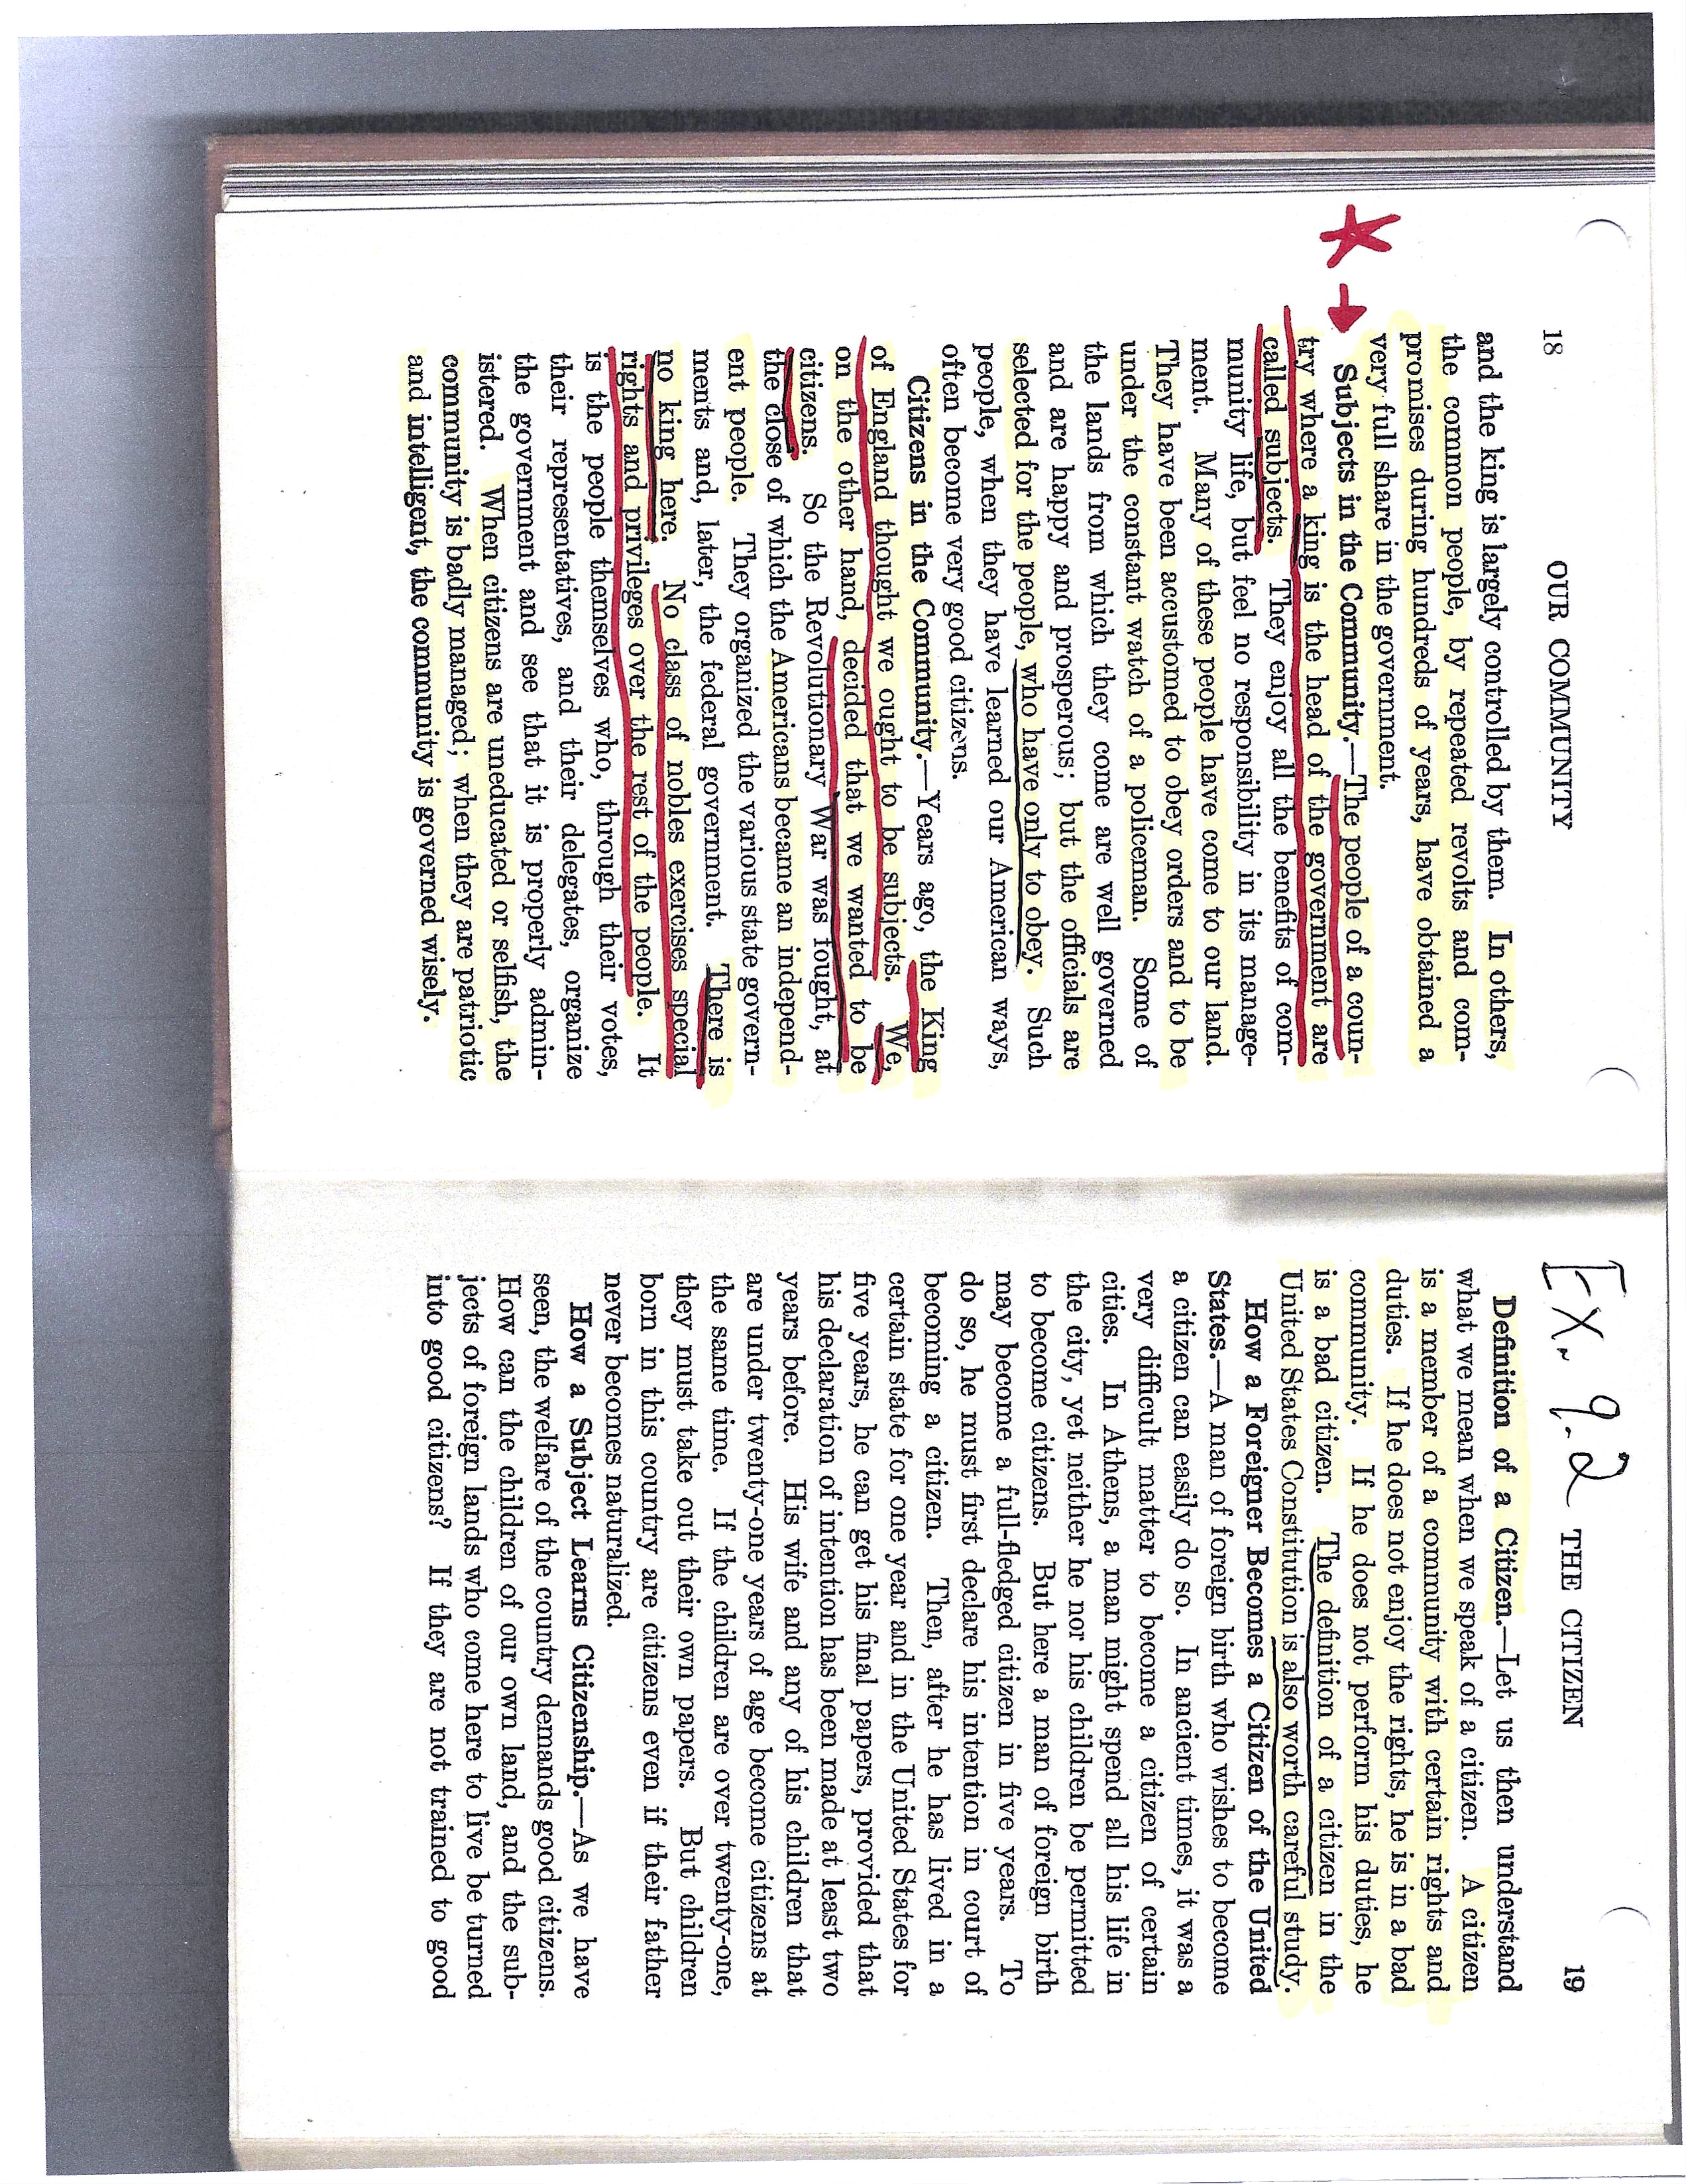 18 OUR COMMUNITY
and the king is largely controlled by them. In others,
the common people, by repeated revolts and com-
promises during hundreds of years, have obtained a
very full share in the government.
Subjects in the Community.—The people of a coun-
try where a king is the head of the government are
called subjects. They enjoy all the benefits of com-
munity life, but feel no responsibility in its manage-
ment. Many of these people have come to our land.
They have been accustomed to obey orders and to be
under the constant watch of a policeman. Some of
the lands from which they come are well governed
and are happy and prosperous; but the officials are
selected for the people, who have only to obey. Such
people, when they have learned our American ways,
often become very good citizens.
Citizens in the Community.—Years ago, the King
of England thought we ought to be subjects. We,
on the other hand, decided that we wanted to be
citizens. So the Revolutionary War was fought, at
the close of which the Americans became an independ-
ent people. They organized the various state govern-
ments and, later, the federal government. There is
no king here. No class of nobles exercises special
rights and privileges over the rest of the people. It
is the people themselves who, through their votes,
their representatives, and their delegates, organize
the government and see that it is properly admin-
istered. When citizens are uneducated or selfish, the
community is badly managed; when they are patriotic
and intelligent, the community is governed wisely.
Ex. 9.2 THE CITIZEN 19
Definition of a Citizen.—Let us then understand
what we mean when we speak of a citizen. A citizen
is a member of a community with certain rights and
duties. If he does not enjoy the rights, he is in a bad
community. If he does not perform his duties, he
is a bad citizen. The definition of a citizen in the
United States Constitution is also worth careful study.
How a Foreigner Becomes a Citizen of the United
States.—A man of foreign birth who wishes to become
a citizen can easily do so. In ancient times, it was a
very difficult matter to become a citizen of certain
cities. In Athens, a man might spend all his life in
the city, yet neither he nor his children be permitted
to become citizens. But here a man of foreign birth
may become a full-fledged citizen in five years. To
do so, he must first declare his intention in court of
becoming a citizen. Then, after he has lived in a
certain state for one year and in the United States for
five years, he can get his final papers, provided that
his declaration of intention has been made at least two
years before. His wife and any of his children that
are under twenty-one years of age become citizens at
the same time. If the children are over twenty-one,
they must take out their own papers. But children
born in this country are citizens even if their father
never becomes naturalized.
How a Subject Learns Citizenship.—As we have
seen, the welfare of the country demands good citizens.
How can the children of our own land, and the sub-
jects of foreign lands who come here to live be turned
into good citizens? If they are not trained to good